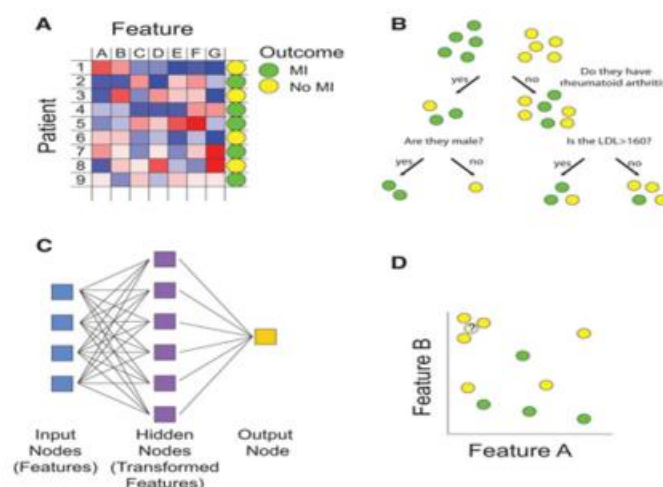 A
Feature
A B C D E F G
Outcome
MI
No MI
Patient
1
2
3
4
5
6
7
8
9
B
yes
no
Do they have
rheumatoid arthriti
Are they male?
Is the LDL>160?
yes
no
yes
no
C
Input
Nodes
(Features)
Hidden
Nodes
(Transformed
Features)
Output
Node
D
?
Feature B
Feature A